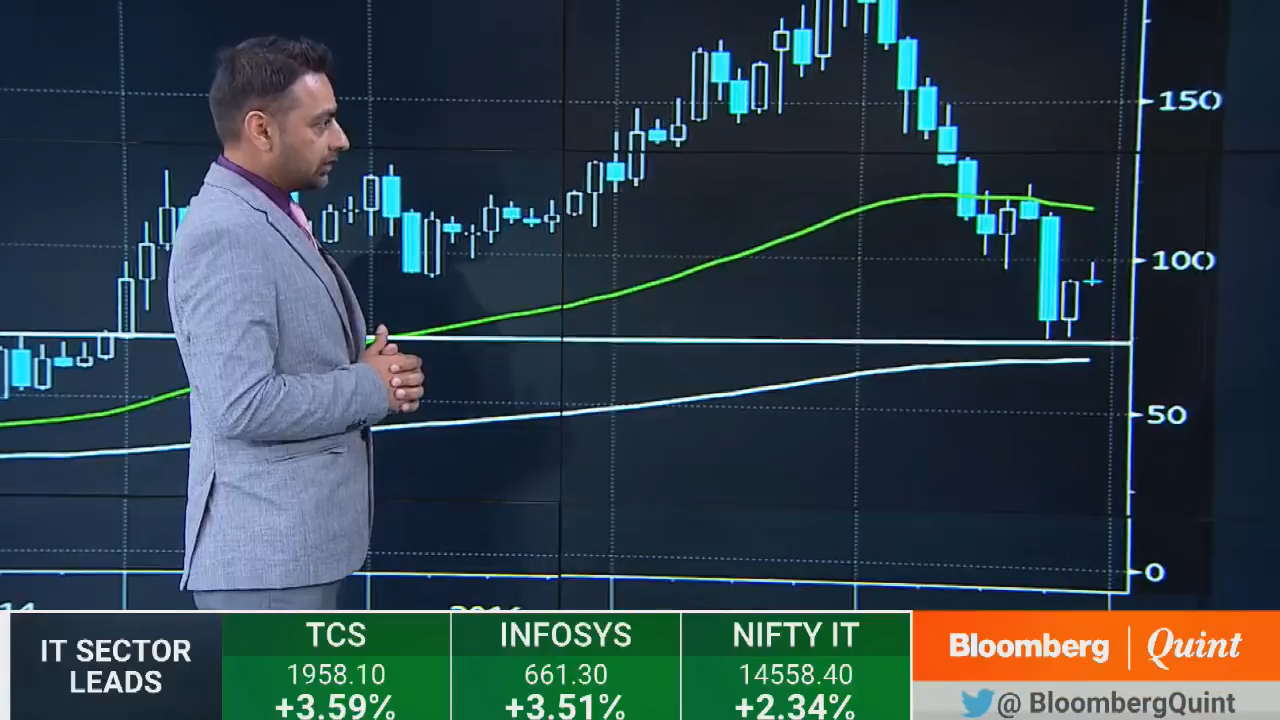 150
100
50
0
IT SECTOR
LEADS
TCS
1958.10
+3.59%
INFOSYS
661.30
+3.51%
NIFTY IT
14558.40
+2.34%
Bloomberg | Quint
@ BloombergQuint